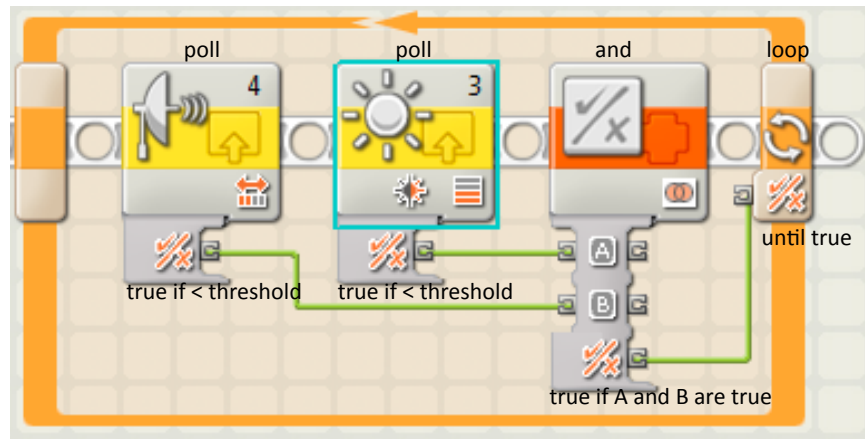 poll
poll
and
loop
4
3
A
until true
true if < threshold
true if < threshold
B
true if A and B are true